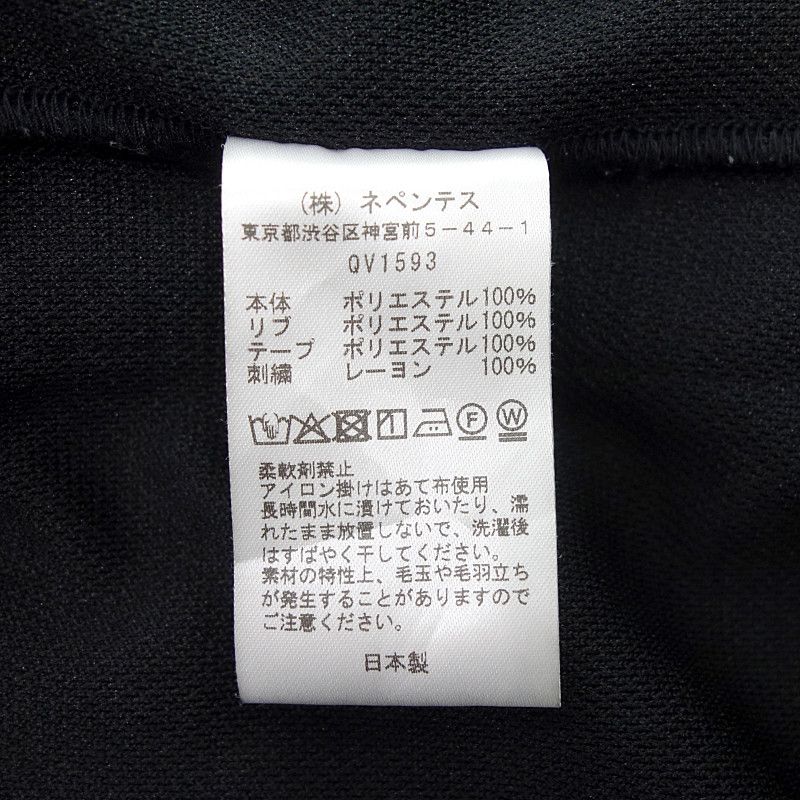 （株）ネペンテス
東京都渋谷区神宮前５－４４－１
QV1593
本体 ポリエステル100%
リブ ポリエステル100%
テープ ポリエステル100%
刺繍 レーヨン 100%
F W
柔軟剤禁止
アイロン掛けはあて布使用
長時間水に漬けておいたり、濡
れたまま放置しないで、洗濯後
はすばやく干してください。
素材の特性上、毛玉や毛羽立ち
が発生することがありますので
ご注意ください。
日本製